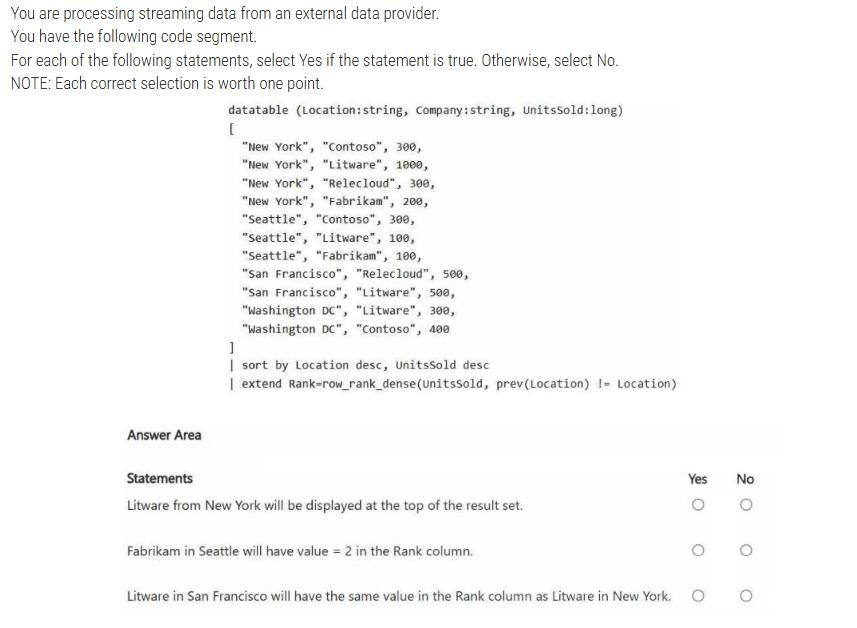 You are processing streaming data from an external data provider.
You have the following code segment.
For each of the following statements, select Yes if the statement is true. Otherwise, select No.
NOTE: Each correct selection is worth one point.
datatable (Location:string, Company:string, UnitsSold:long)
[
"New York", "Contoso", 300,
"New York", "Litware", 1000,
"New York", "Relecloud", 300,
"New York", "Fabrikam", 200,
"Seattle", "Contoso", 300,
"Seattle", "Litware", 100,
"Seattle", "Fabrikam", 100,
"San Francisco", "Relecloud", 500,
"San Francisco", "Litware", 500,
"Washington DC", "Litware", 300,
"Washington DC", "Contoso", 400
]
| sort by Location desc, UnitsSold desc
| extend Rank=row_rank_dense(UnitsSold, prev(Location) != Location)
Answer Area
Statements Yes No
Litware from New York will be displayed at the top of the result set.
Fabrikam in Seattle will have value = 2 in the Rank column.
Litware in San Francisco will have the same value in the Rank column as Litware in New York.